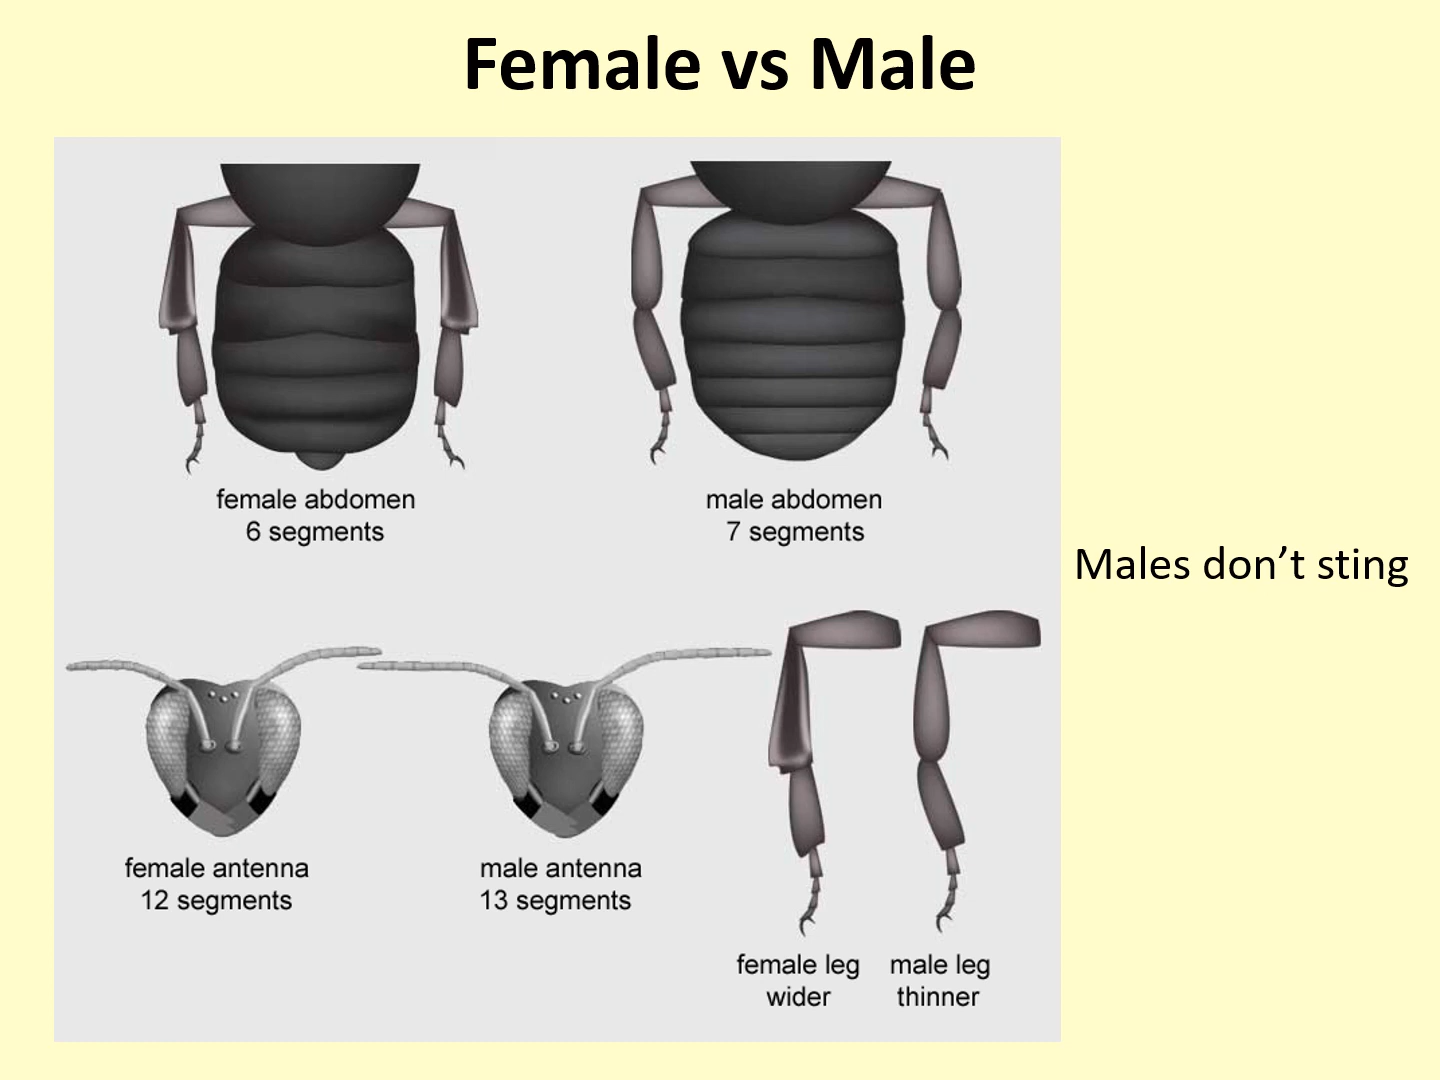 Female vs Male
female abdomen
6 segments
male abdomen
7 segments
Males don’t sting
female antenna
12 segments
male antenna
13 segments
female leg
wider
male leg
thinner